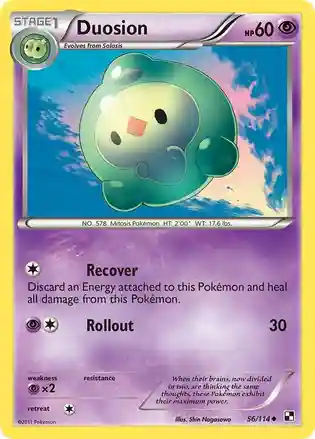 STAGE1
Duosion
HP60
Evolves from Solosis
NO. 578 Mitosis Pokémon HT: 2'00" WT: 17.6 lbs.
Recover
Discard an Energy attached to this Pokémon and heal
all damage from this Pokémon.
Rollout 30
weakness
×2
resistance
retreat
When their brains, now divided
in two, are thinking the same
thoughts, these Pokémon exhibit
their maximum power.
©2011 Pokémon
Illus. Shin Nagasawa
56/114